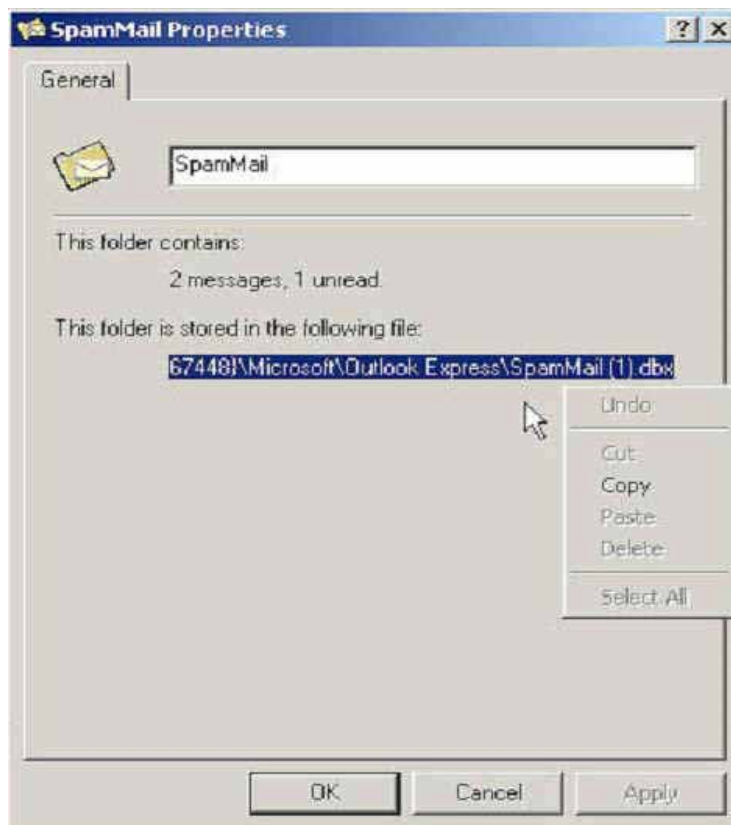 SpamMail Properties
General
SpamMail
This folder contains:
2 messages, 1 unread
This folder is stored in the following file:
67448}\Microsoft\Outlook Express\SpamMail (1).dbx
Undo
Cut
Copy
Paste
Delete
Select All
OK
Cancel
Apply